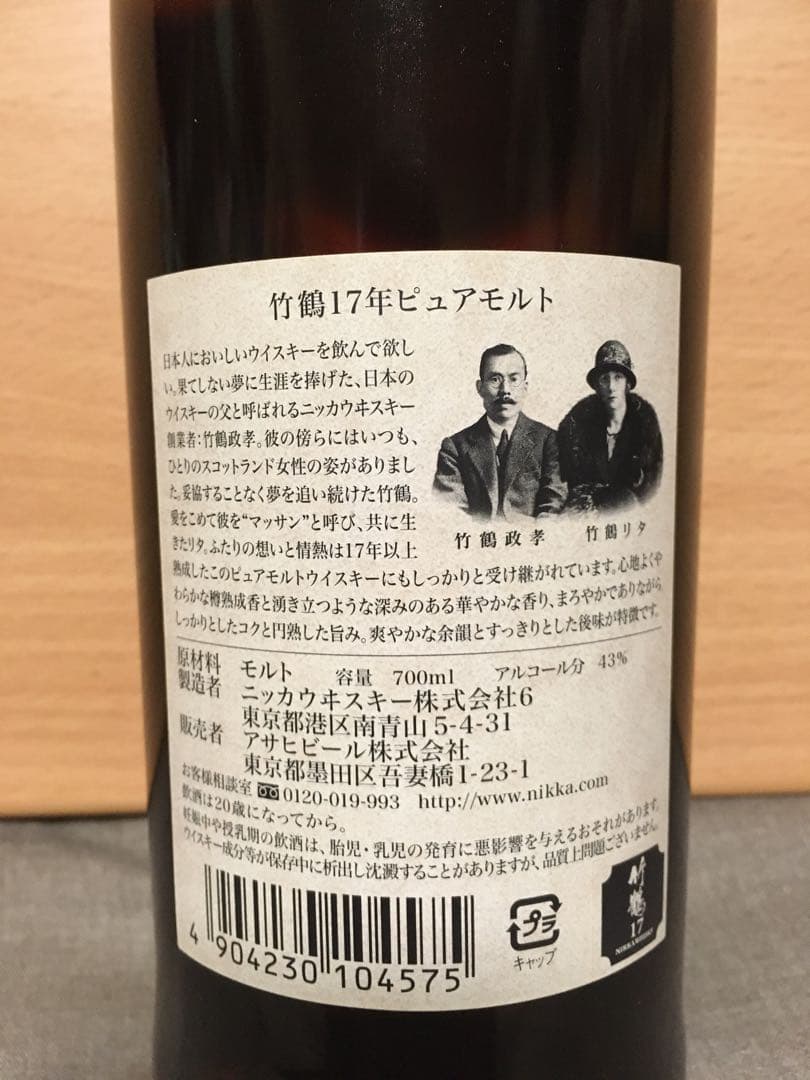 竹鶴17年ピュアモルト
日本人においしいウイスキーを飲んで欲し
い。果てしない夢に生涯を捧げた、日本の
ウイスキーの父と呼ばれるニッカウヰスキー
創業者：竹鶴政孝。彼の傍らにはいつも、
ひとりのスコットランド女性の姿がありまし
た。妥協することなく夢を追い続けた竹鶴。
愛をこめて彼を“マッサン”と呼び、共に生
きたリタ。ふたりの想いと情熱は17年以上
熟成したこのピュアモルトウイスキーにもしっかりと受け継がれています。心地よくや
わらかな樽熟成香と湧き立つような深みのある華やかな香り、まろやかでありながら
しっかりとしたコクと円熟した旨み。爽やかな余韻とすっきりとした後味が特徴です。
竹鶴政孝 竹鶴リタ
原材料 モルト 容量 700ml アルコール分 43%
製造者 ニッカウヰスキー株式会社6
東京都港区南青山5-4-31
販売者 アサヒビール株式会社
東京都墨田区吾妻橋1-23-1
お客様相談室 0120-019-993 http://www.nikka.com
飲酒は20歳になってから。
妊娠中や授乳期の飲酒は、胎児・乳児の発育に悪影響を与えるおそれがあります。
ウイスキー成分等が保存中に析出し沈澱することがありますが、品質上問題ございません。
4 904230 104575
プラ
キャップ
竹鶴
17
NIKKA WHISKY